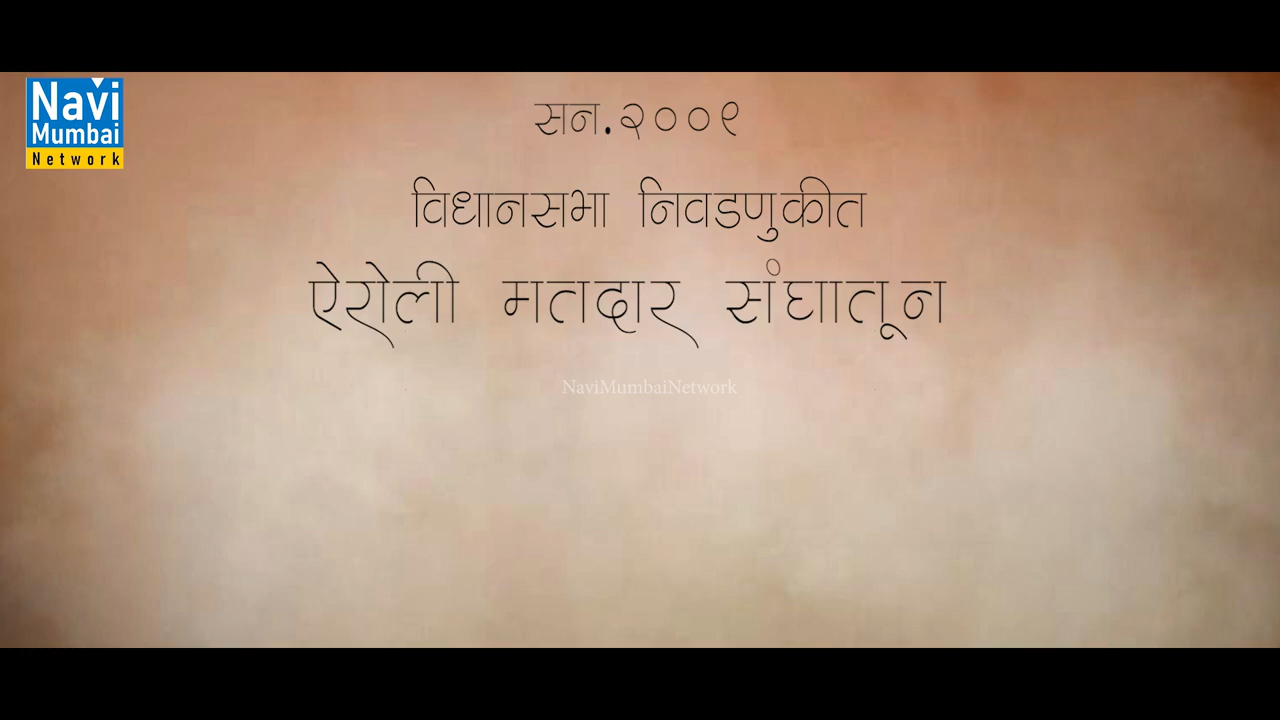 Navi
Mumbai
Network
सन.२००९
विधानसभा निवडणुकीत
ऐरोली मतदार संघातून
NaviMumbaiNetwork